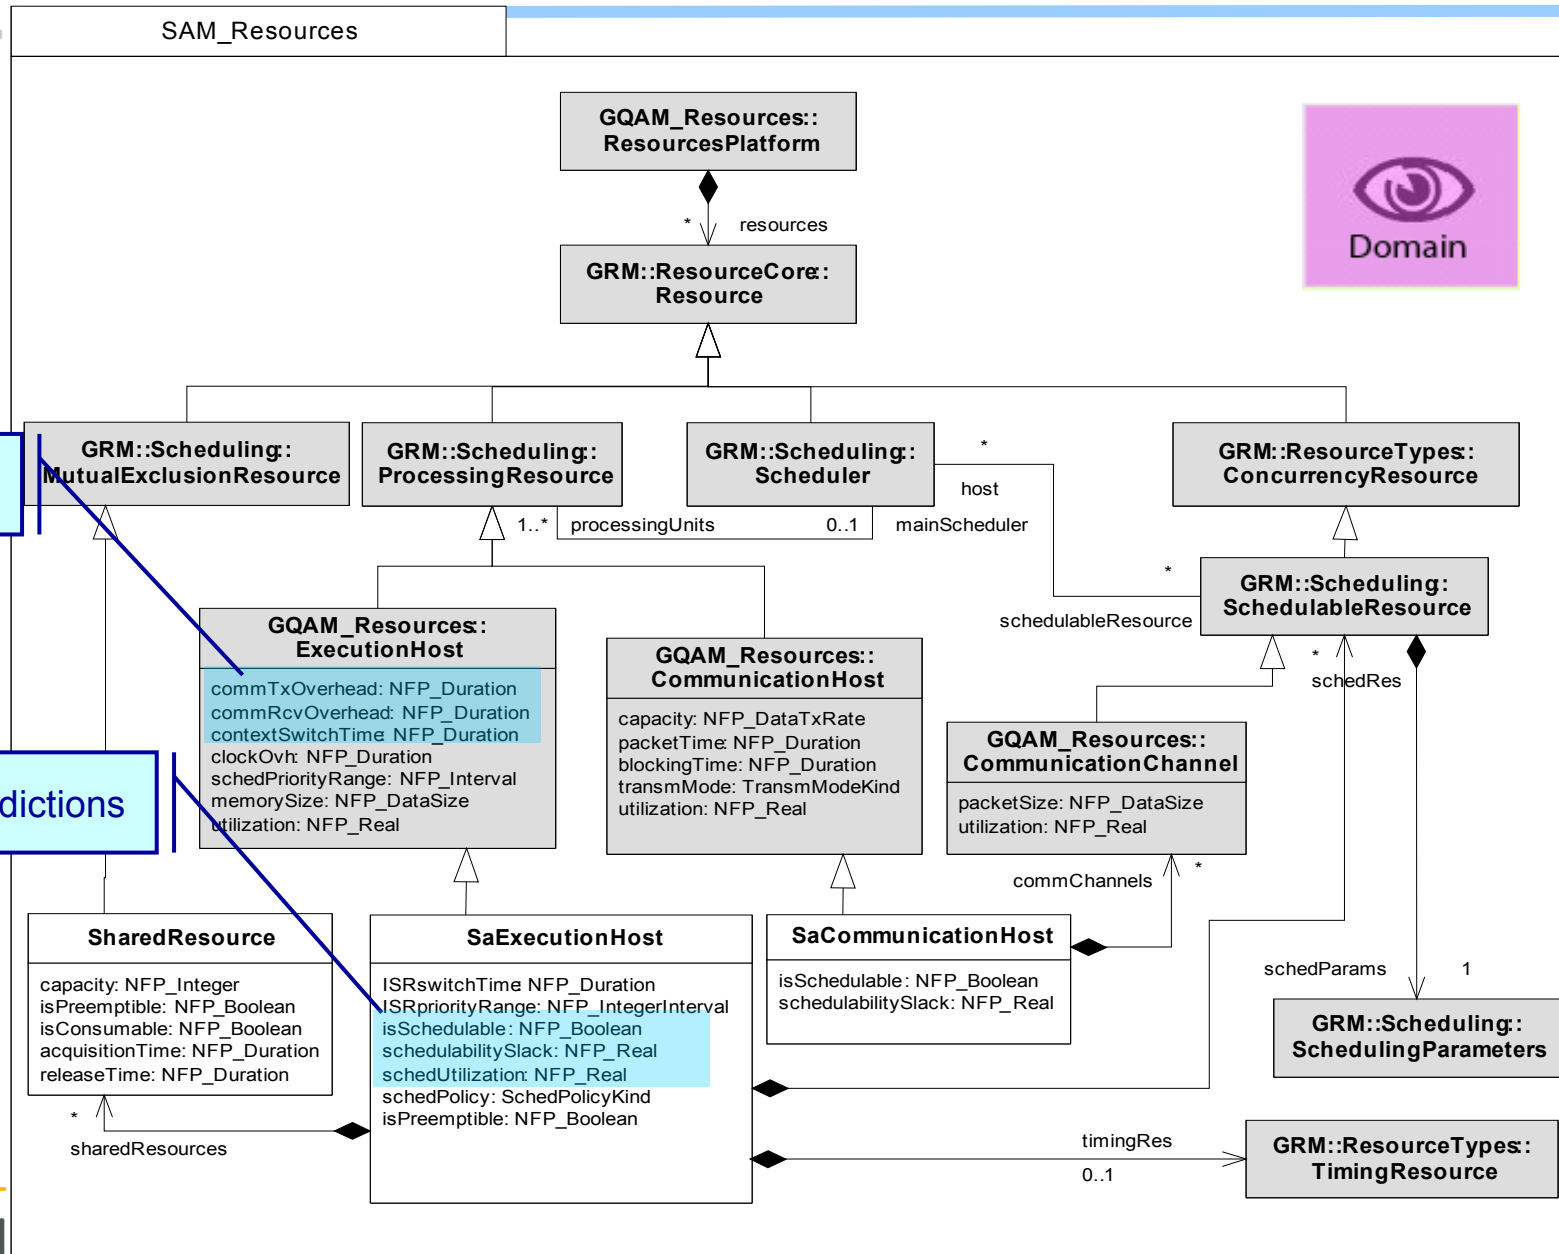 SAM_Resources
GQAM_Resources::
ResourcesPlatform
*
resources
Domain
GRM::ResourceCore::
Resource
GRM::Scheduling::
MutualExclusionResource
GRM::Scheduling::
ProcessingResource
GRM::Scheduling::
Scheduler
GRM::ResourceTypes::
ConcurrencyResource
*
host
1..*
processingUnits
0..1
mainScheduler
*
schedulableResource
GRM::Scheduling:
SchedulableResource
GQAM_Resources::
ExecutionHost
commTxOverhead: NFP_Duration
commRcvOverhead: NFP_Duration
contextSwitchTime: NFP_Duration
clockOvh: NFP_Duration
schedPriorityRange: NFP_Interval
memorySize: NFP_DataSize
utilization: NFP_Real
GQAM_Resources::
CommunicationHost
capacity: NFP_DataTxRate
packetTime: NFP_Duration
blockingTime: NFP_Duration
transmMode: TransmModeKind
utilization: NFP_Real
*
schedRes
GQAM_Resources::
CommunicationChannel
packetSize: NFP_DataSize
utilization: NFP_Real
dictions
commChannels
*
SharedResource
capacity: NFP_Integer
isPreemptible: NFP_Boolean
isConsumable: NFP_Boolean
acquisitionTime: NFP_Duration
releaseTime: NFP_Duration
SaExecutionHost
ISRswitchTime NFP_Duration
ISRpriorityRange: NFP_IntegerInterval
isSchedulable: NFP_Boolean
schedulabilitySlack: NFP_Real
schedUtilization: NFP_Real
schedPolicy: SchedPolicyKind
isPreemptible: NFP_Boolean
SaCommunicationHost
isSchedulable: NFP_Boolean
schedulabilitySlack: NFP_Real
schedParams
1
GRM::Scheduling::
SchedulingParameters
*
sharedResources
timingRes
0..1
GRM::ResourceTypes::
TimingResource